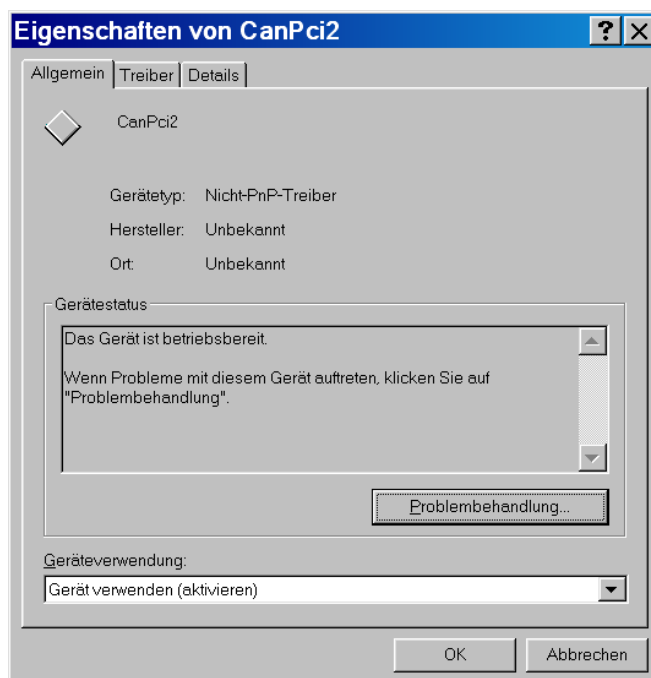 Eigenschaften von CanPci2
Allgemein Treiber Details
CanPci2
Gerätetyp: Nicht-PnP-Treiber
Hersteller: Unbekannt
Ort: Unbekannt
Gerätestatus
Das Gerät ist betriebsbereit.
Wenn Probleme mit diesem Gerät auftreten, klicken Sie auf
"Problembehandlung".
Problembehandlung...
Geräteverwendung:
Gerät verwenden (aktivieren)
OK Abbrechen